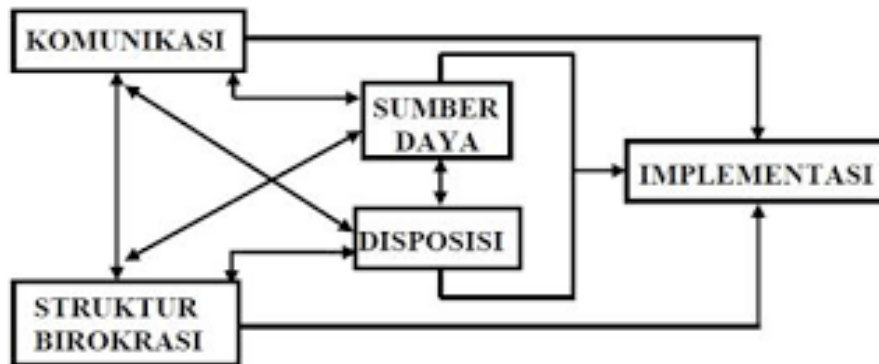 KOMUNIKASI
SUMBER
DAYA
IMPLEMENTASI
DISPOSISI
STRUKTUR
BIROKRASI